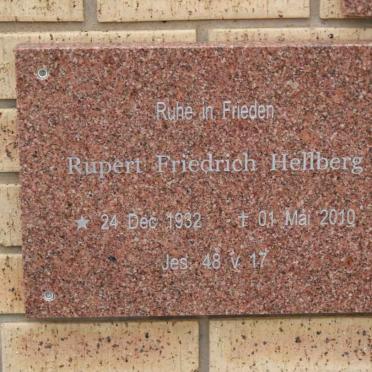 Ruhe in Frieden
Rupert Friedrich Hellberg
★ 24 Dec 1932 † 01 Mai 2010
Jes. 48 V 17